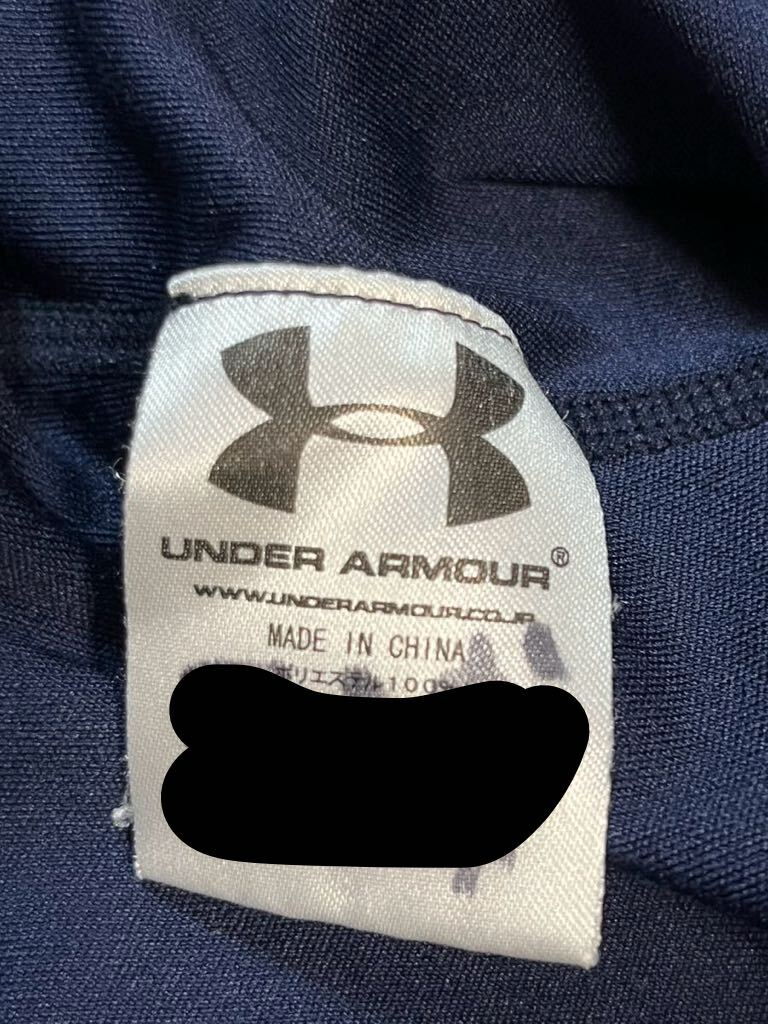 UNDER ARMOUR®
WWW.UNDERARMOUR.CO.JP
MADE IN CHINA
ポリエステル100%